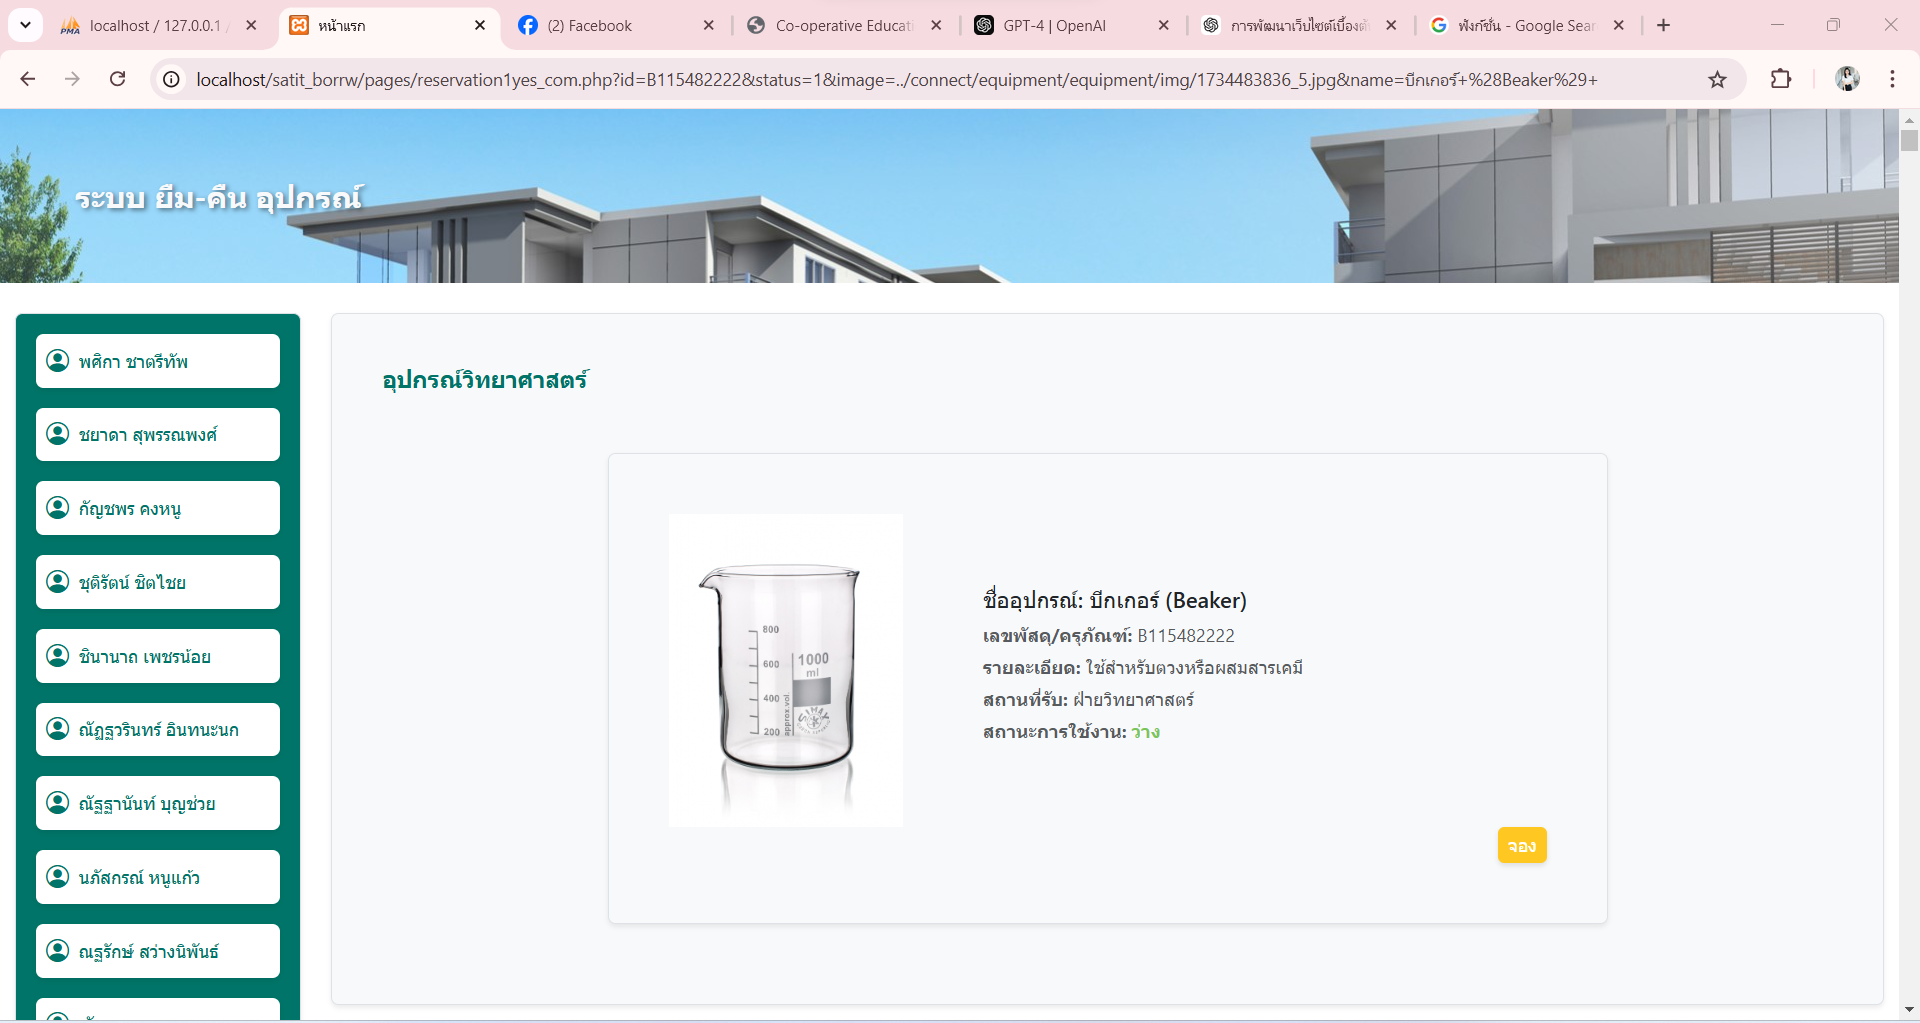 localhost / 127.0.0.1 /
หน้าแรก
(2) Facebook
Co-operative Educati
GPT-4 | OpenAI
การพัฒนาเว็บไซต์เบื้องต้
ฟังก์ชั่น - Google Sear
localhost/satit_borrw/pages/reservation1yes_com.php?id=B115482222&status=1&image=../connect/equipment/equipment/img/1734483836_5.jpg&name=บีกเกอร์+%28Beaker%29+
ระบบ ยืม-คืน อุปกรณ์
พศิกา ชาตรีทัพ
ชยาดา สุพรรณพงศ์
กัญชพร คงหนู
ชุติรัตน์ ชิตไชย
ชินานาถ เพชรน้อย
ณัฏฐวรินทร์ อินทนะนก
ณัฐฐานันท์ บุญช่วย
นภัสกรณ์ หนูแก้ว
ณฐรักษ์ สว่างนิพันธ์
อุปกรณ์วิทยาศาสตร์
800
600
400
200
1000
ml
approx.vol.
SIMAX
ชื่ออุปกรณ์: บีกเกอร์ (Beaker)
เลขพัสดุ/ครุภัณฑ์: B115482222
รายละเอียด: ใช้สำหรับตวงหรือผสมสารเคมี
สถานที่รับ: ฝ่ายวิทยาศาสตร์
สถานะการใช้งาน: ว่าง
จอง